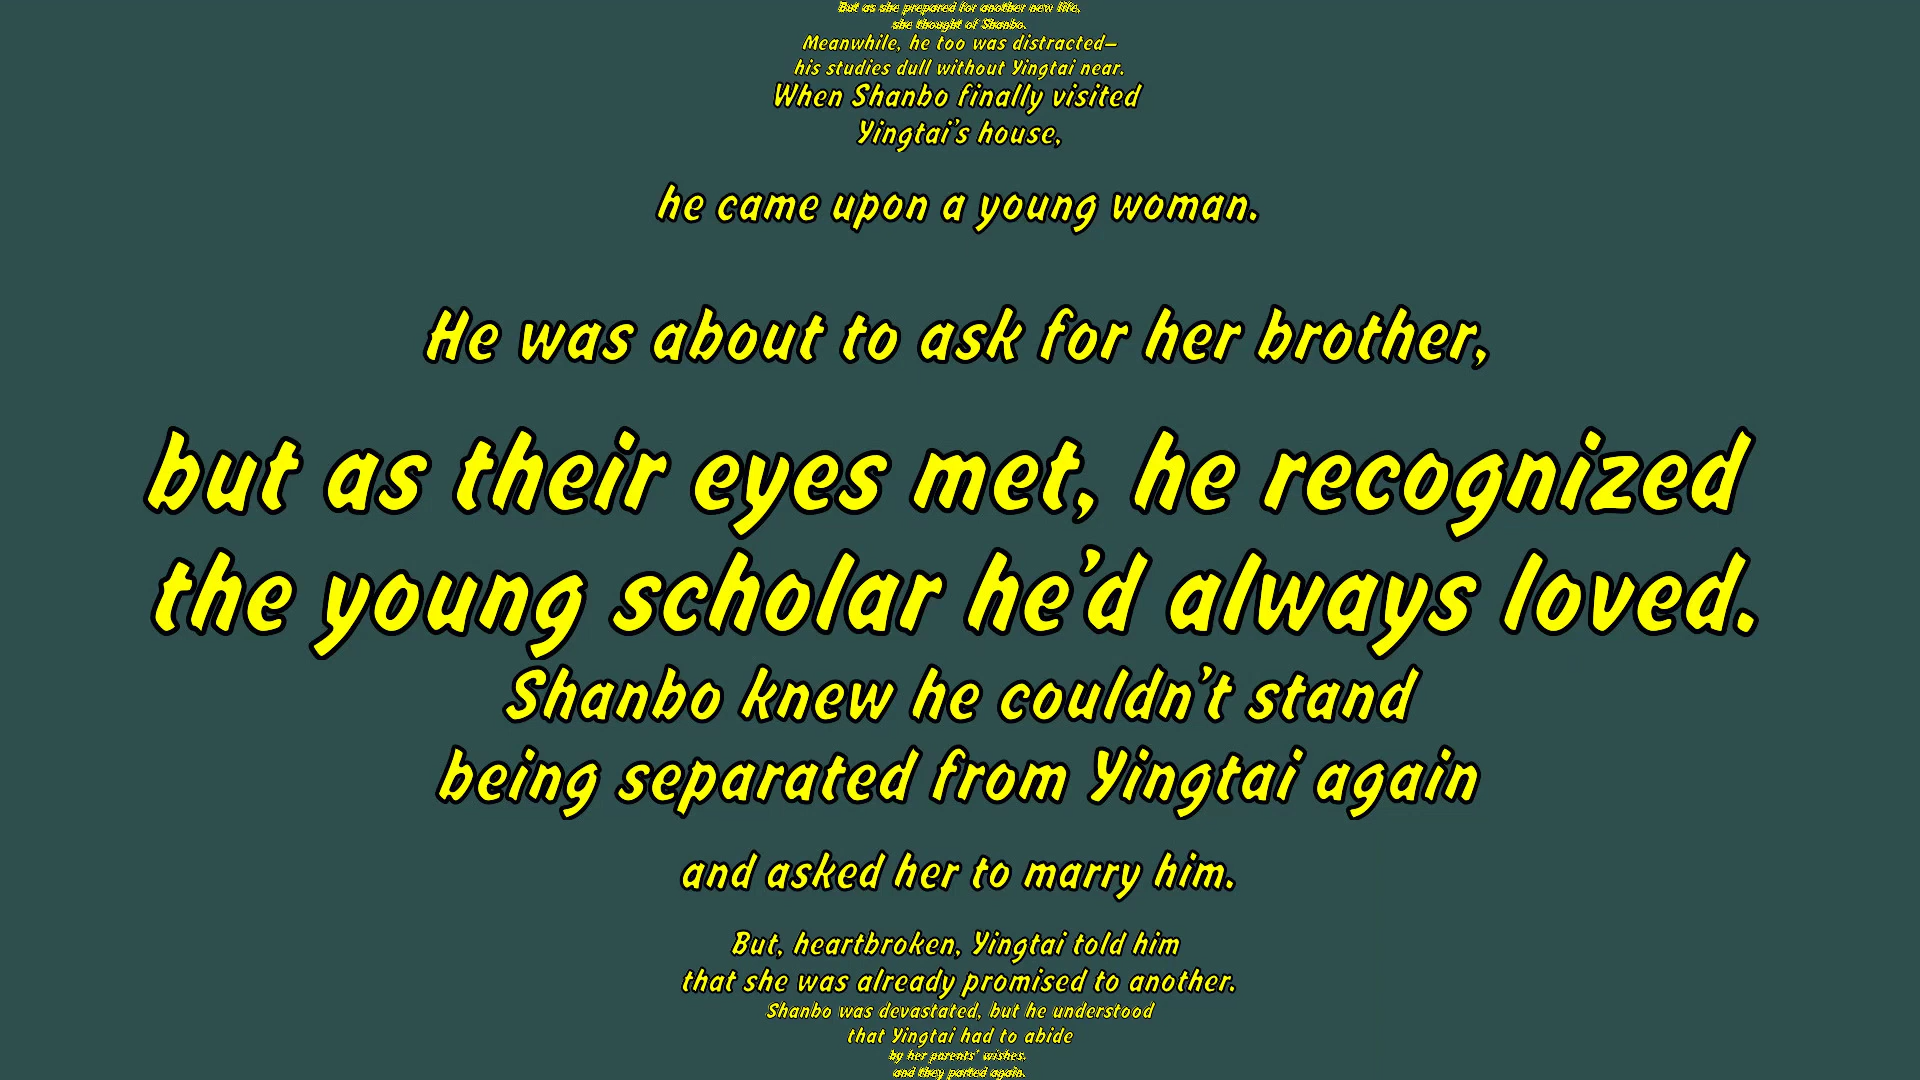 But as she prepared for another new life,
she thought of Shanbo.
Meanwhile, he too was distracted—
his studies dull without Yingtai near.
When Shanbo finally visited
Yingtai’s house,
he came upon a young woman.
He was about to ask for her brother,
but as their eyes met, he recognized
the young scholar he’d always loved.
Shanbo knew he couldn’t stand
being separated from Yingtai again
and asked her to marry him.
But, heartbroken, Yingtai told him
that she was already promised to another.
Shanbo was devastated, but he understood
that Yingtai had to abide
by her parents’ wishes.
and they parted again.